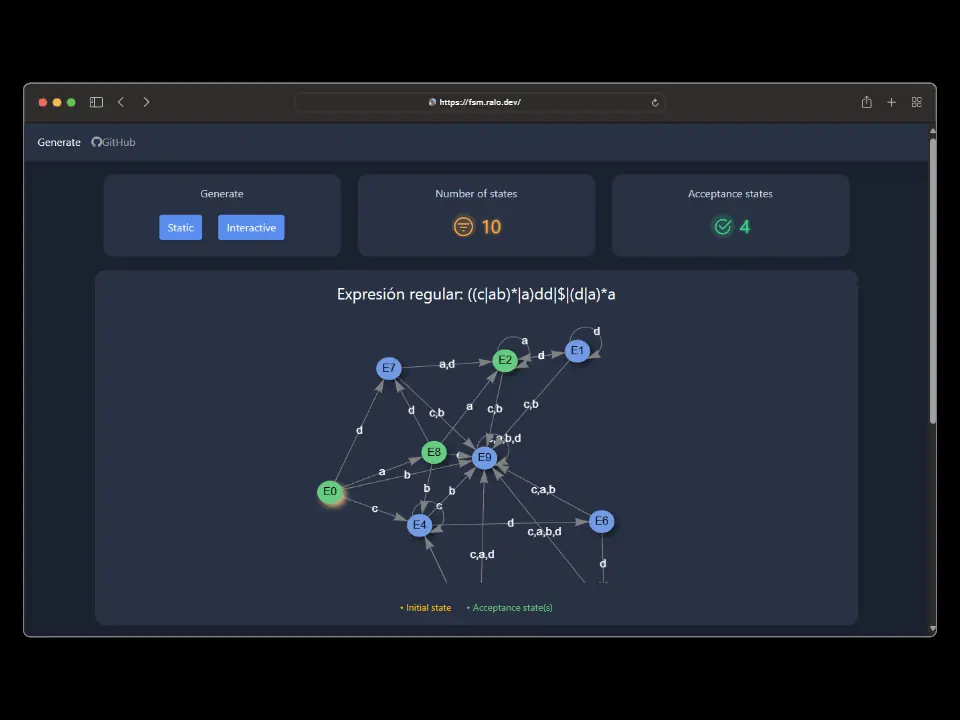 https://fsm.ralo.dev/
Generate GitHub
Generate
Static Interactive
Number of states
10
Acceptance states
4
Expresión regular: ((c|ab)*|a)dd|$|(d|a)*a
d
a
E7
a,d
E2
d
E1
d
c,b
a
c,b
c,b
d
c,a,b,d
E8
E9
a
b
E0
b
b
c,a,b
c
c
E4
d
E6
c,a,b,d
c,a,d
d
• Initial state • Acceptance state(s)